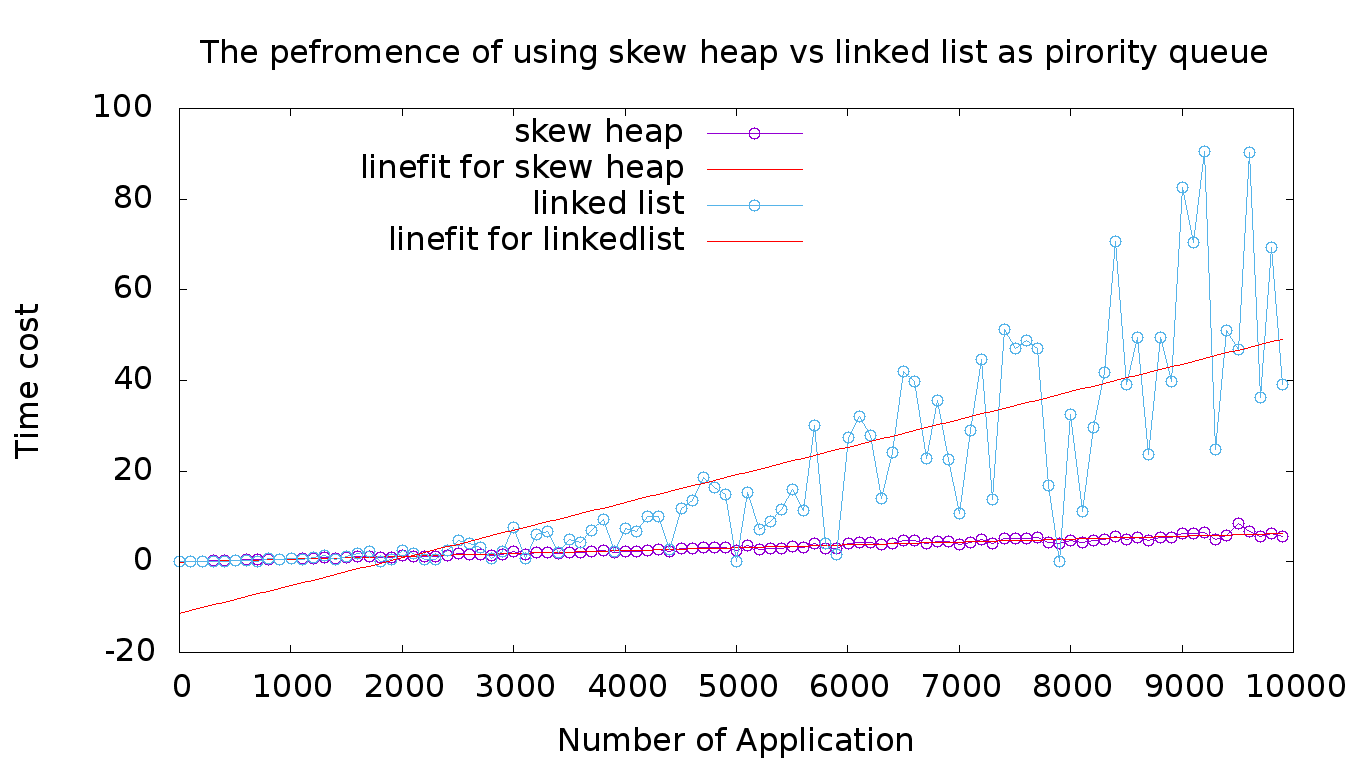 The pefromence of using skew heap vs linked list as pirority queue
100
80
60
40
20
0
-20
Time cost
skew heap
linefit for skew heap
linked list
linefit for linkedlist
0 1000 2000 3000 4000 5000 6000 7000 8000 9000 10000
Number of Application